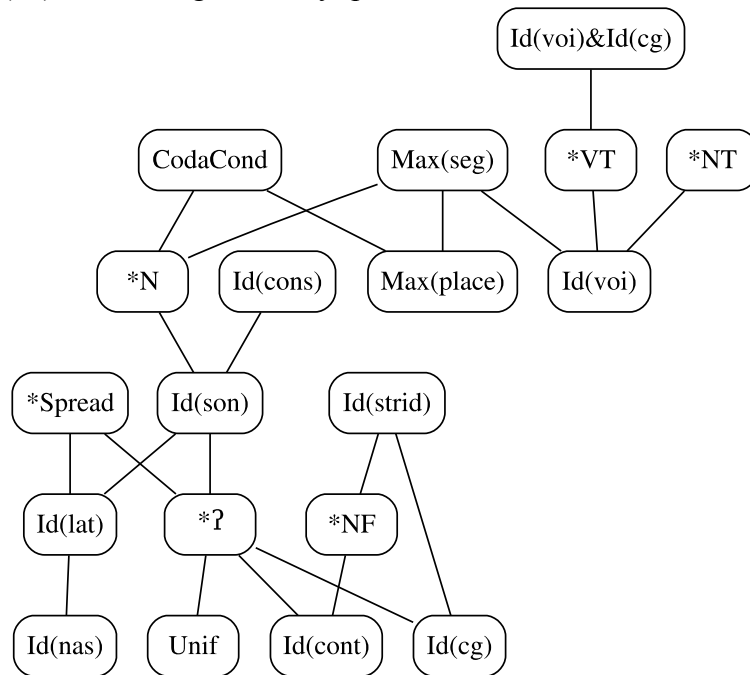 Id(voi)&Id(cg)
CodaCond Max(seg) *VT *NT
*N Id(cons) Max(place) Id(voi)
*Spread Id(son) Id(strid)
Id(lat) *ʔ *NF
Id(nas) Unif Id(cont) Id(cg)